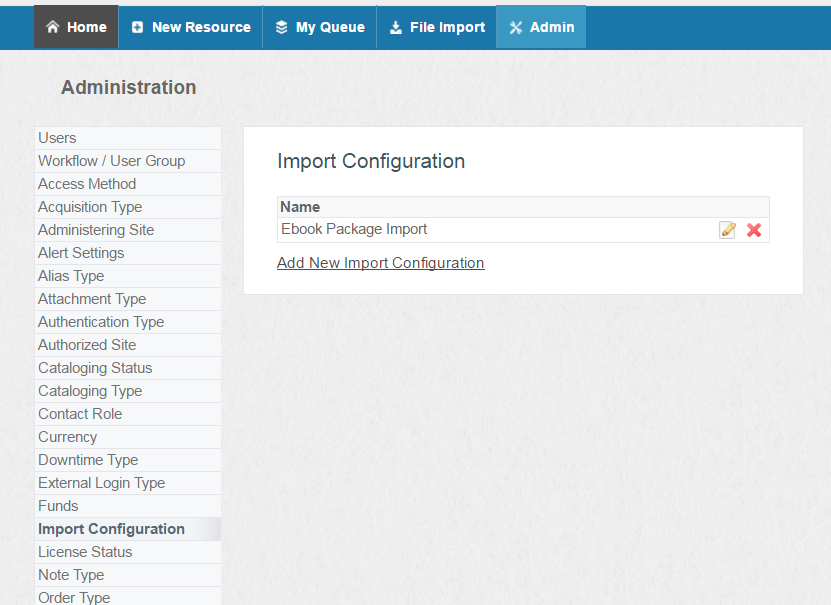 Home New Resource My Queue File Import Admin
Administration
Users
Workflow / User Group
Access Method
Acquisition Type
Administering Site
Alert Settings
Alias Type
Attachment Type
Authentication Type
Authorized Site
Cataloging Status
Cataloging Type
Contact Role
Currency
Downtime Type
External Login Type
Funds
Import Configuration
License Status
Note Type
Order Type
Import Configuration
Name
Ebook Package Import
Add New Import Configuration